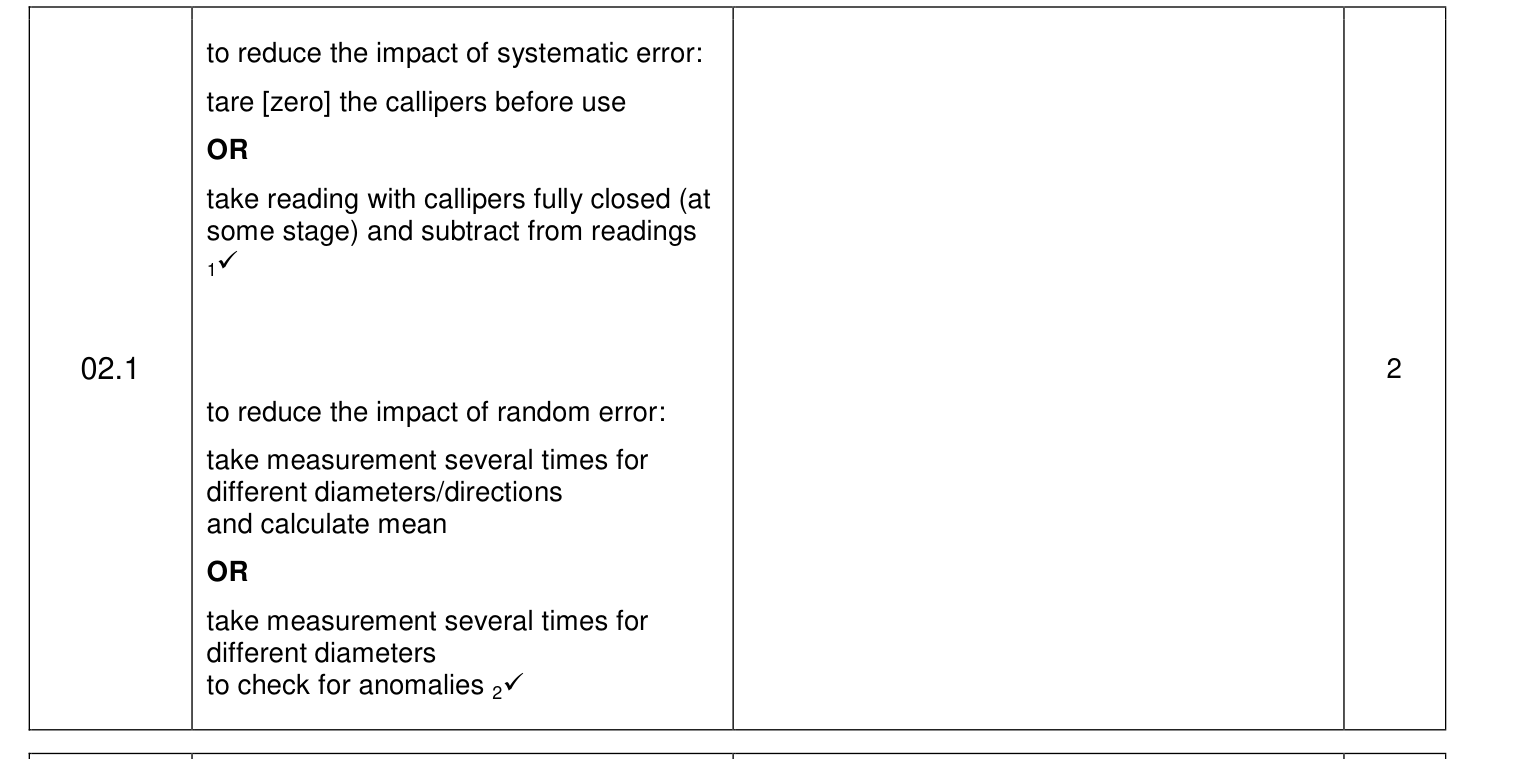 to reduce the impact of systematic error:
tare [zero] the callipers before use
OR
take reading with callipers fully closed (at
some stage) and subtract from readings
1✓
02.1
2
to reduce the impact of random error:
take measurement several times for
different diameters/directions
and calculate mean
OR
take measurement several times for
different diameters
to check for anomalies 2✓